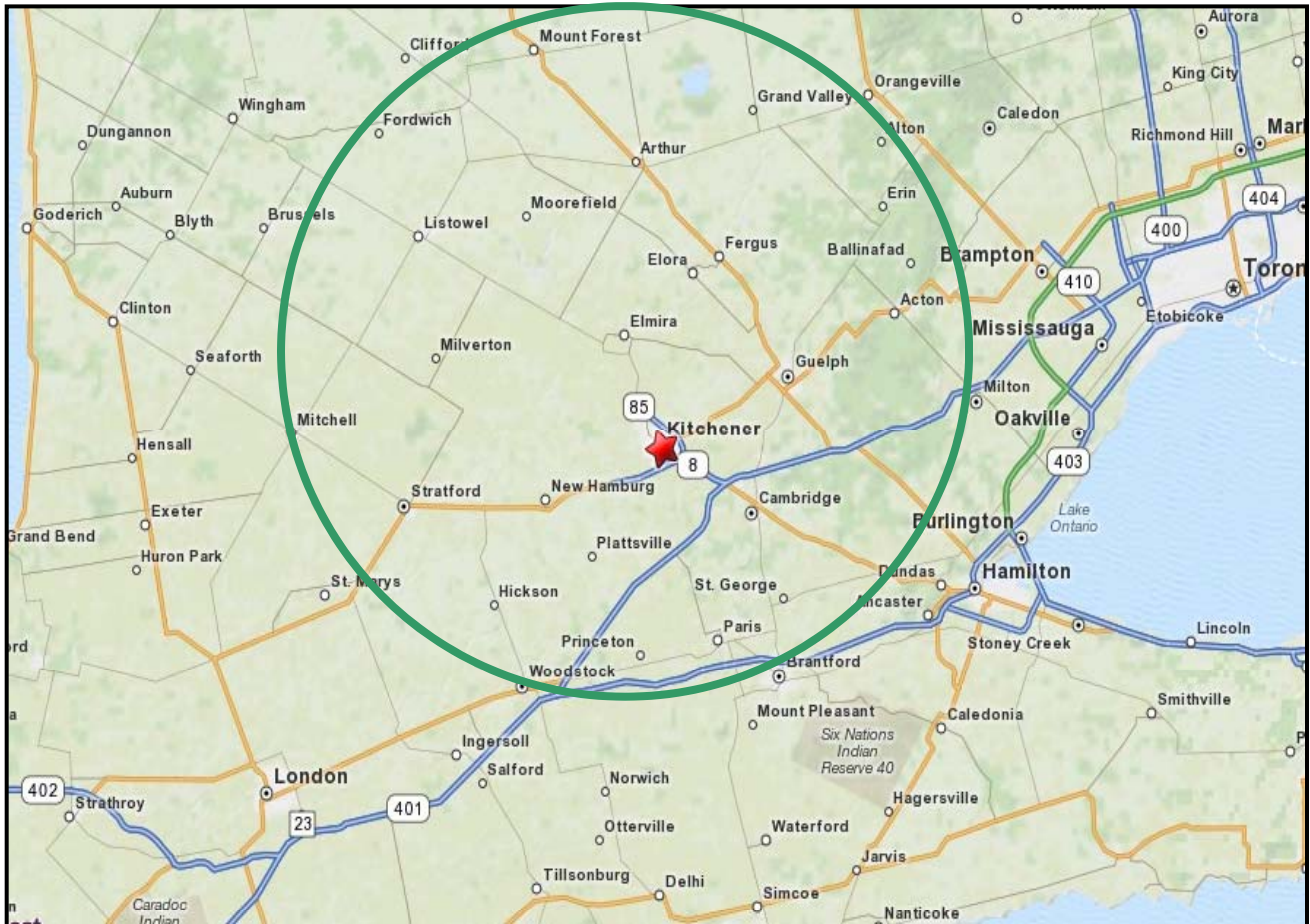 Aurora
Clifford
Mount Forest
King City
Orangeville
Grand Valley
Wingham
Caledon
Fordwich
Dungannon
Alton
Richmond Hill
Mar
Arthur
Auburn
Erin
404
Moorefield
Goderich
Blyth
Brussels
Listowel
400
Fergus
Ballinafad
Brampton
Elora
Toron
410
Acton
Clinton
Etobicoke
Elmira
Mississauga
Milverton
Seaforth
Guelph
Milton
85
Oakville
Mitchell
Kitchener
Hensall
8
403
Stratford
New Hamburg
Cambridge
Exeter
Lake
Ontario
Burlington
Grand Bend
Plattsville
Huron Park
Dundas
Hamilton
St. Marys
St. George
Hickson
Ancaster
Paris
Lincoln
Princeton
Stoney Creek
ord
Woodstock
Brantford
Smithville
a
Mount Pleasant
Caledonia
Six Nations
Indian
Reserve 40
P
Ingersoll
London
Salford
Norwich
402
Hagersville
Strathroy
401
23
Otterville
Waterford
Jarvis
Tillsonburg
Delhi
Simcoe
Caradoc
Indian
n
Nanticoke